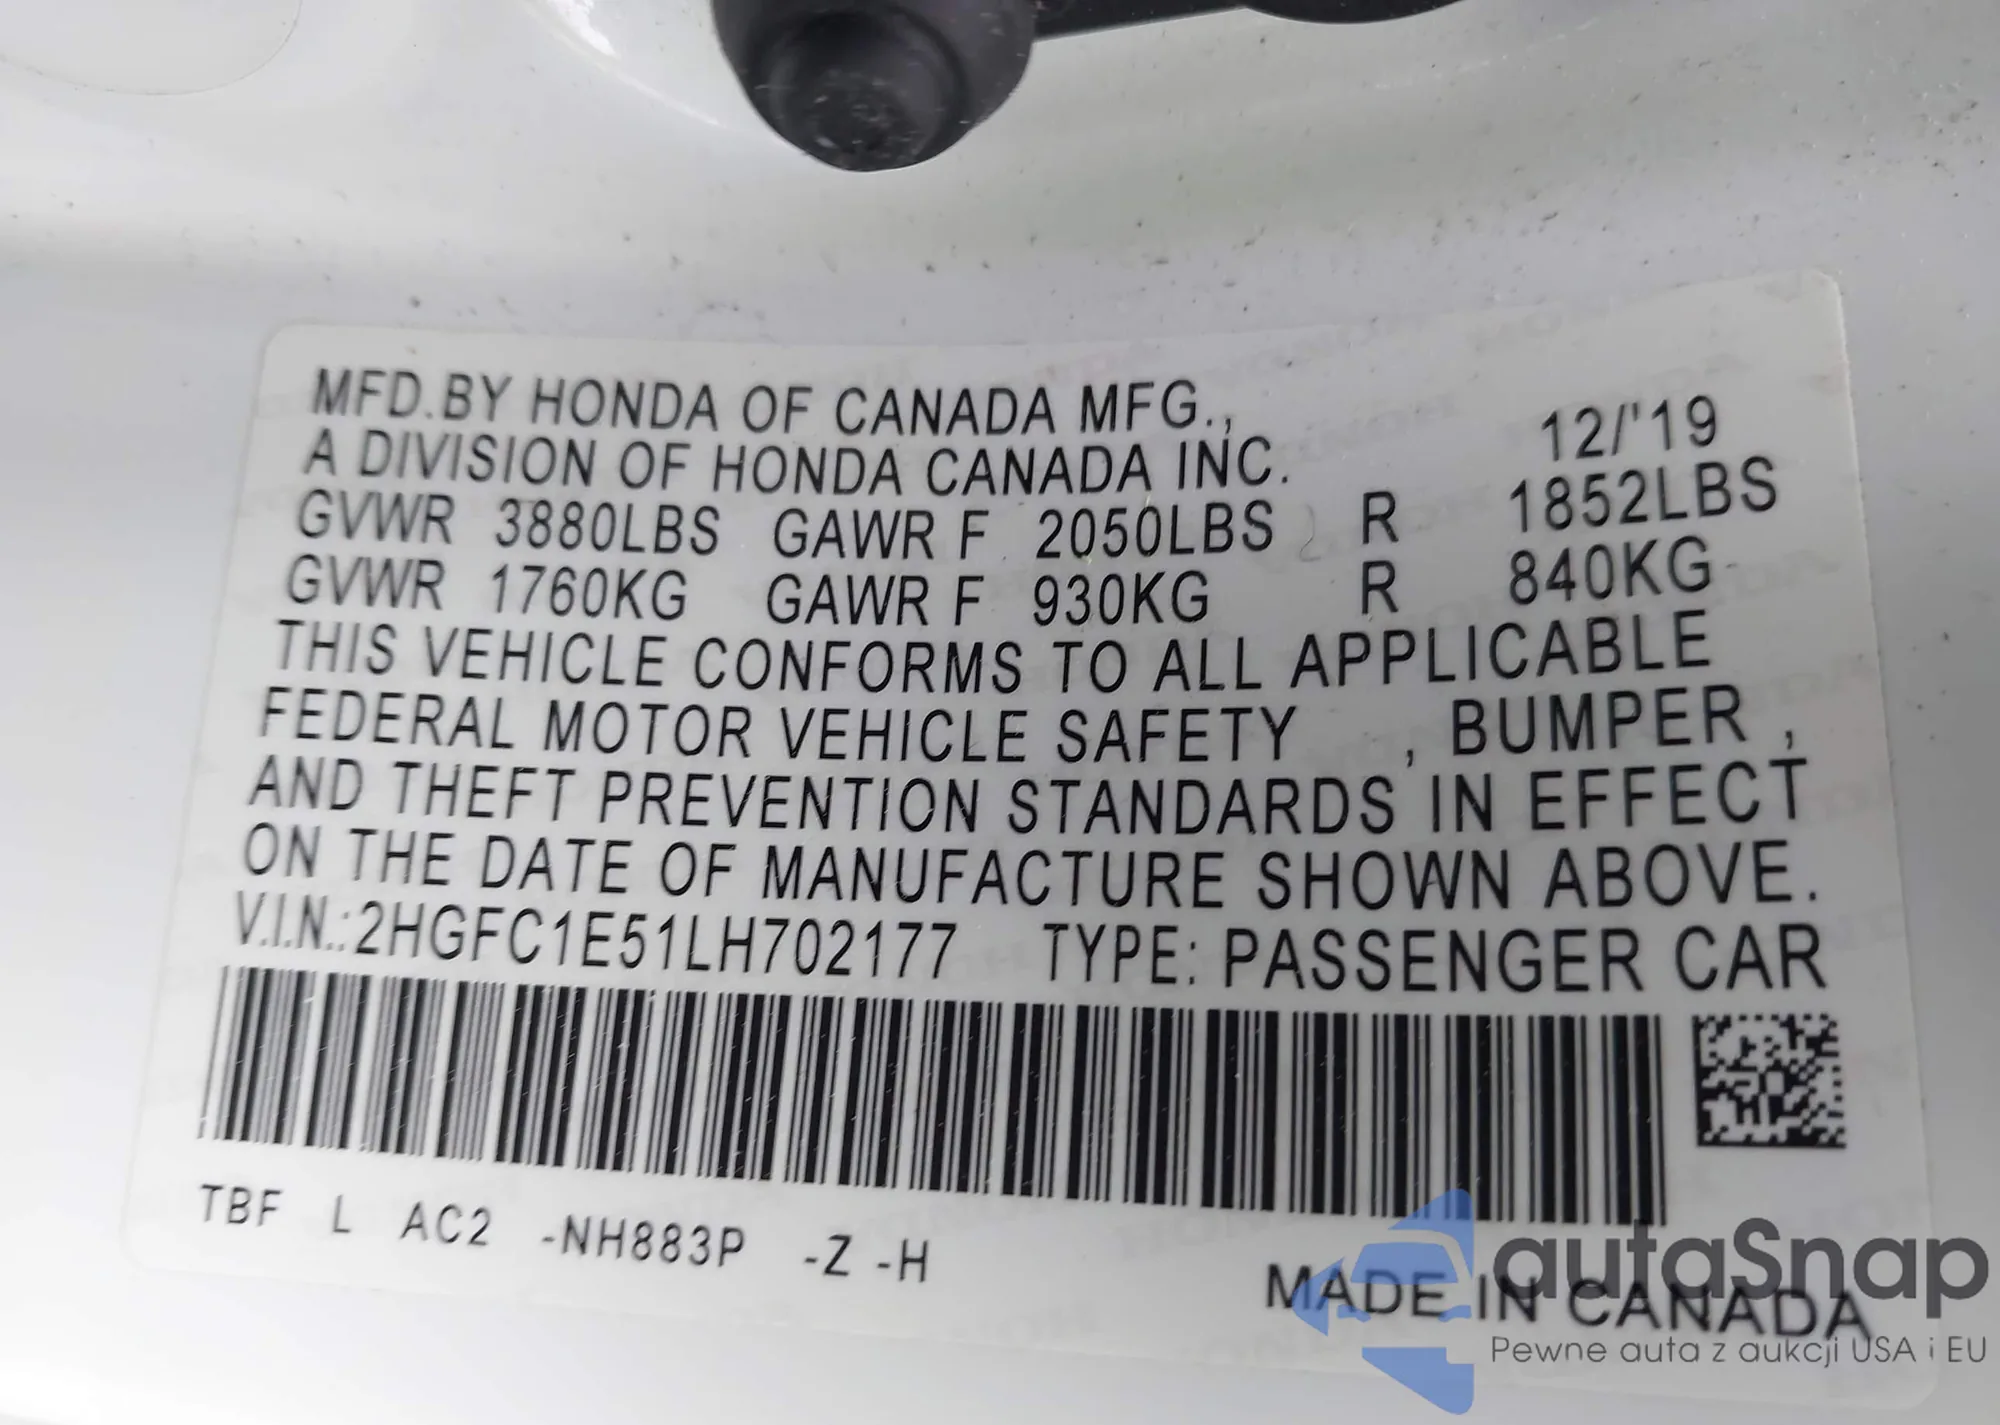 MFD.BY HONDA OF CANADA MFG.,
A DIVISION OF HONDA CANADA INC. 12/'19
GVWR 3880LBS GAWR F 2050LBS R 1852LBS
GVWR 1760KG GAWR F 930KG R 840KG
THIS VEHICLE CONFORMS TO ALL APPLICABLE
FEDERAL MOTOR VEHICLE SAFETY , BUMPER ,
AND THEFT PREVENTION STANDARDS IN EFFECT
ON THE DATE OF MANUFACTURE SHOWN ABOVE.
V.I.N.:2HGFC1E51LH702177 TYPE: PASSENGER CAR
TBF L AC2 -NH883P -Z -H
MADE IN CANADA
autaSnap
Pewne auta z aukcji USA i EU